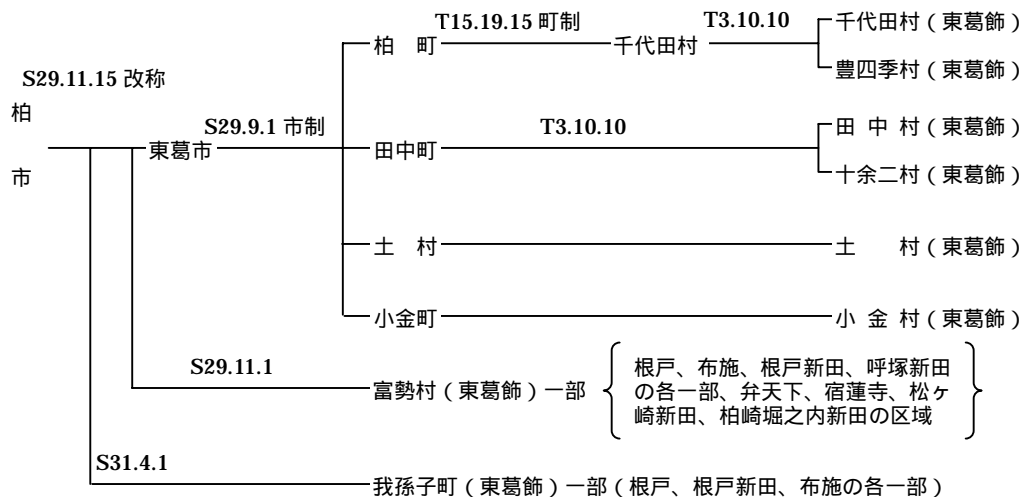 T15.19.15 町制
T3.10.10
千代田村（東葛飾）
柏　町
千代田村
豊四季村（東葛飾）
S29.11.15 改称
柏
市
S29.9.1 市制
東葛市
T3.10.10
田 中 村（東葛飾）
田中町
十余二村（東葛飾）
土　村
土　　村（東葛飾）
小金町
小 金 村（東葛飾）
S29.11.1
富勢村（東葛飾）一部
根戸、布施、根戸新田、呼塚新田
の各一部、弁天下、宿蓮寺、松ヶ
崎新田、柏崎堀之内新田の区域
S31.4.1
我孫子町（東葛飾）一部（根戸、根戸新田、布施の各一部）